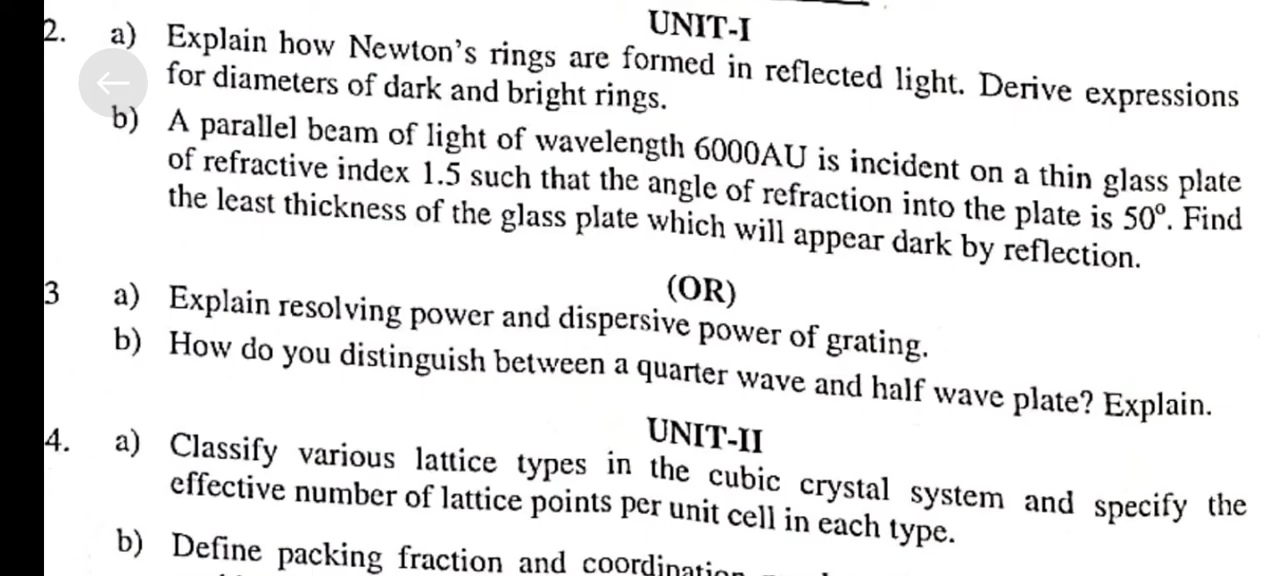 UNIT-I
2. a) Explain how Newton's rings are formed in reflected light. Derive expressions
for diameters of dark and bright rings.
b) A parallel beam of light of wavelength 6000AU is incident on a thin glass plate
of refractive index 1.5 such that the angle of refraction into the plate is 50º. Find
the least thickness of the glass plate which will appear dark by reflection.
(OR)
3 a) Explain resolving power and dispersive power of grating.
b) How do you distinguish between a quarter wave and half wave plate? Explain.
UNIT-II
4. a) Classify various lattice types in the cubic crystal system and specify the
effective number of lattice points per unit cell in each type.
b) Define packing fraction and coordination